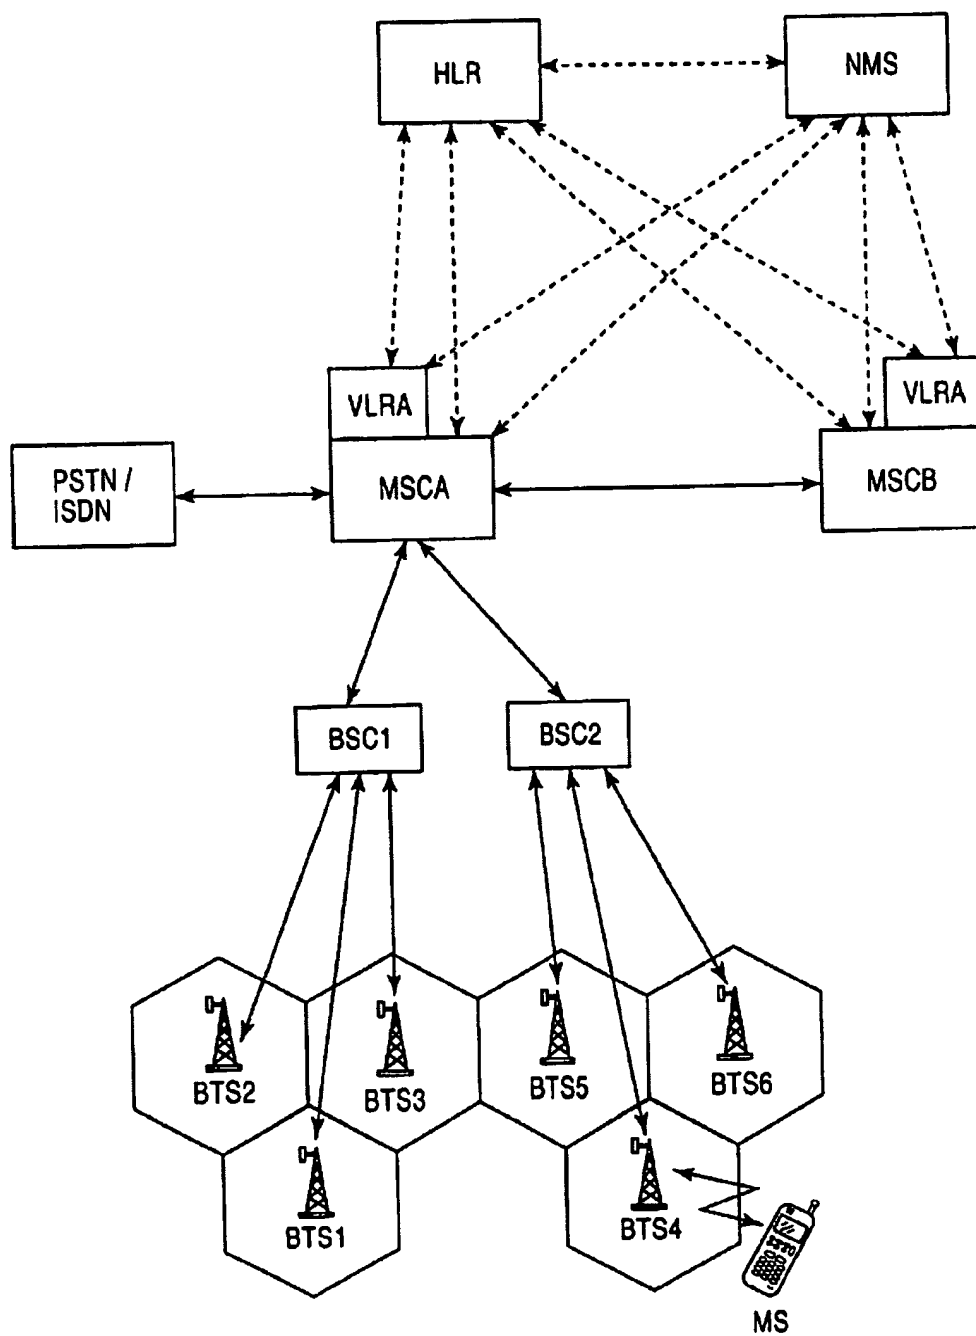 HLR
NMS
VLRA
VLRA
PSTN /
ISDN
MSCA
MSCB
BSC1
BSC2
BTS2
BTS3
BTS5
BTS6
BTS1
BTS4
MS